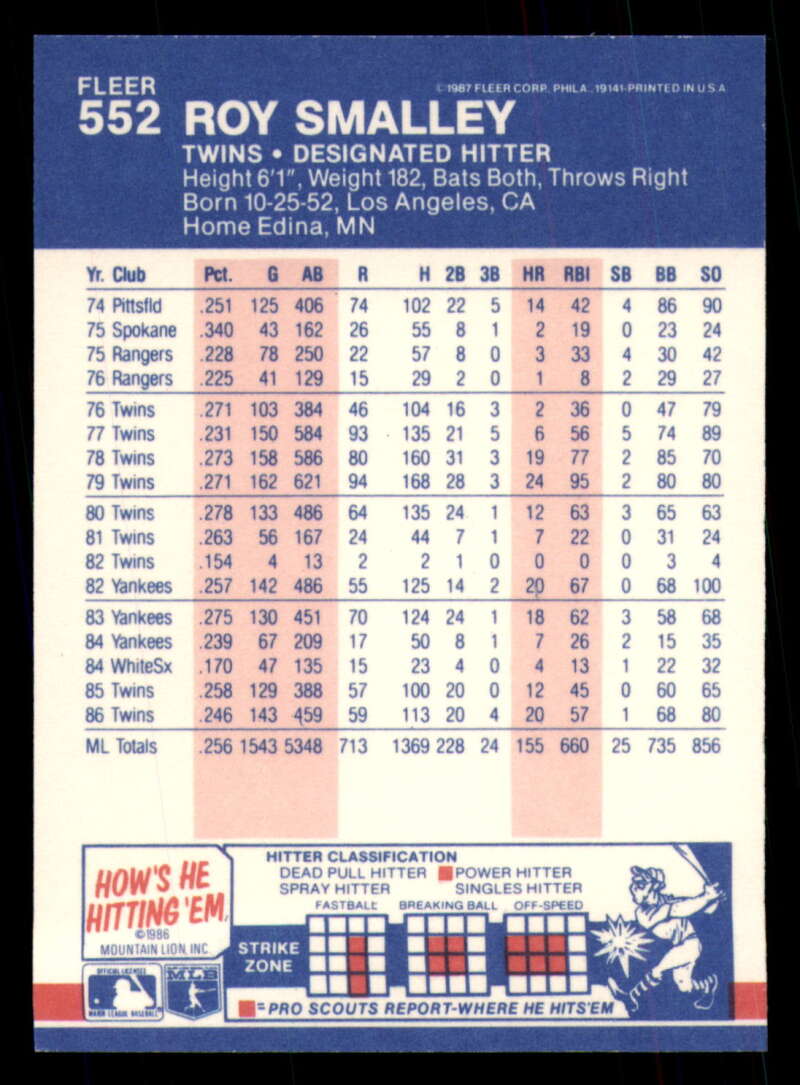 FLEER
©1987 FLEER CORP. PHILA., 19141-PRINTED IN U S A
552 ROY SMALLEY
TWINS • DESIGNATED HITTER
Height 6'1", Weight 182, Bats Both, Throws Right
Born 10-25-52, Los Angeles, CA
Home Edina, MN
Yr. Club Pct. G AB R H 2B 3B HR RBI SB BB SO
74 Pittsfld .251 125 406 74 102 22 5 14 42 4 86 90
75 Spokane .340 43 162 26 55 8 1 2 19 0 23 24
75 Rangers .228 78 250 22 57 8 0 3 33 4 30 42
76 Rangers .225 41 129 15 29 2 0 1 8 2 29 27
76 Twins .271 103 384 46 104 16 3 2 36 0 47 79
77 Twins .231 150 584 93 135 21 5 6 56 5 74 89
78 Twins .273 158 586 80 160 31 3 19 77 2 85 70
79 Twins .271 162 621 94 168 28 3 24 95 2 80 80
80 Twins .278 133 486 64 135 24 1 12 63 3 65 63
81 Twins .263 56 167 24 44 7 1 7 22 0 31 24
82 Twins .154 4 13 2 2 1 0 0 0 0 3 4
82 Yankees .257 142 486 55 125 14 2 20 67 0 68 100
83 Yankees .275 130 451 70 124 24 1 18 62 3 58 68
84 Yankees .239 67 209 17 50 8 1 7 26 2 15 35
84 WhiteSx .170 47 135 15 23 4 0 4 13 1 22 32
85 Twins .258 129 388 57 100 20 0 12 45 0 60 65
86 Twins .246 143 459 59 113 20 4 20 57 1 68 80
ML Totals .256 1543 5348 713 1369 228 24 155 660 25 735 856
HOW'S HE
HITTING 'EM
©1986
MOUNTAIN LION, INC.
OFFICIAL LICENSEE
MAJOR LEAGUE BASEBALL
MLB
HITTER CLASSIFICATION
DEAD PULL HITTER POWER HITTER
SPRAY HITTER SINGLES HITTER
FASTBALL BREAKING BALL OFF-SPEED
STRIKE
ZONE
=PRO SCOUTS REPORT-WHERE HE HITS'EM